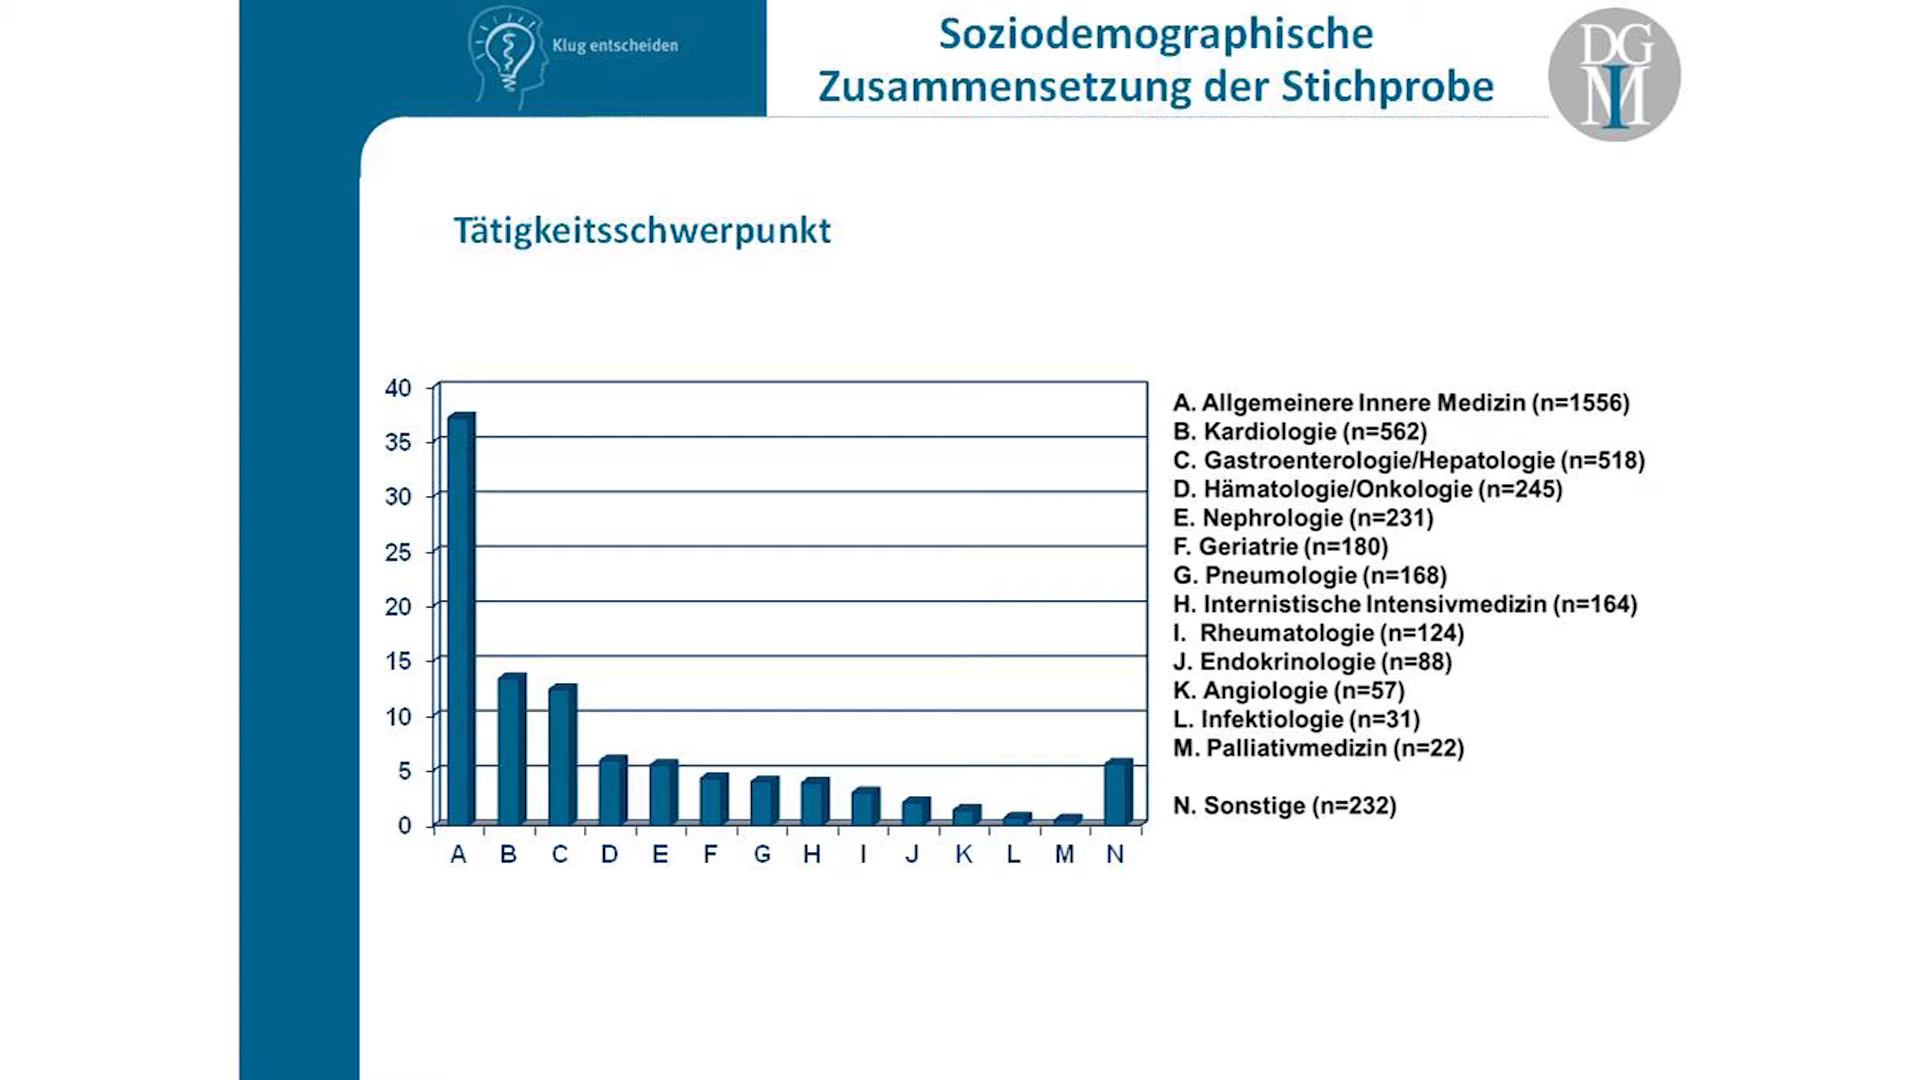 Klug entscheiden
Soziodemographische
Zusammensetzung der Stichprobe
DG
IM
Tätigkeitsschwerpunkt
40
35
30
25
20
15
10
5
0
A B C D E F G H I J K L M N
A. Allgemeinere Innere Medizin (n=1556)
B. Kardiologie (n=562)
C. Gastroenterologie/Hepatologie (n=518)
D. Hämatologie/Onkologie (n=245)
E. Nephrologie (n=231)
F. Geriatrie (n=180)
G. Pneumologie (n=168)
H. Internistische Intensivmedizin (n=164)
I. Rheumatologie (n=124)
J. Endokrinologie (n=88)
K. Angiologie (n=57)
L. Infektiologie (n=31)
M. Palliativmedizin (n=22)
N. Sonstige (n=232)